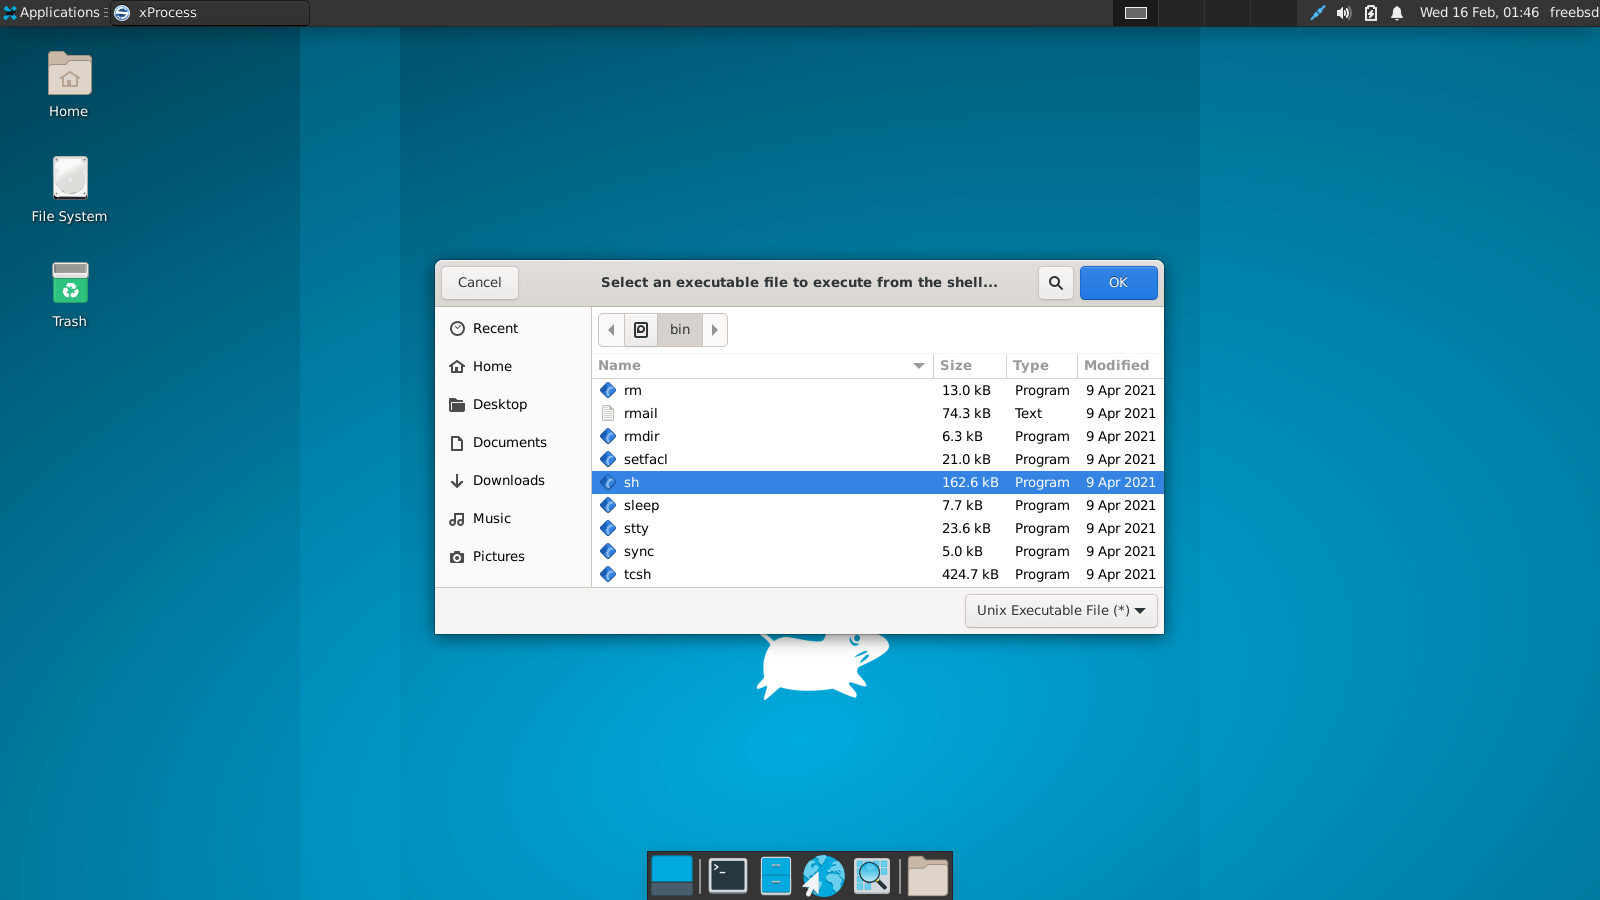 Applications xProcess Wed 16 Feb, 01:46 freebsd
Home
File System
Trash
Cancel Select an executable file to execute from the shell... OK
Recent
Home
Desktop
Documents
Downloads
Music
Pictures
bin
Name Size Type Modified
rm 13.0 kB Program 9 Apr 2021
rmail 74.3 kB Text 9 Apr 2021
rmdir 6.3 kB Program 9 Apr 2021
setfacl 21.0 kB Program 9 Apr 2021
sh 162.6 kB Program 9 Apr 2021
sleep 7.7 kB Program 9 Apr 2021
stty 23.6 kB Program 9 Apr 2021
sync 5.0 kB Program 9 Apr 2021
tcsh 424.7 kB Program 9 Apr 2021
Unix Executable File (*)